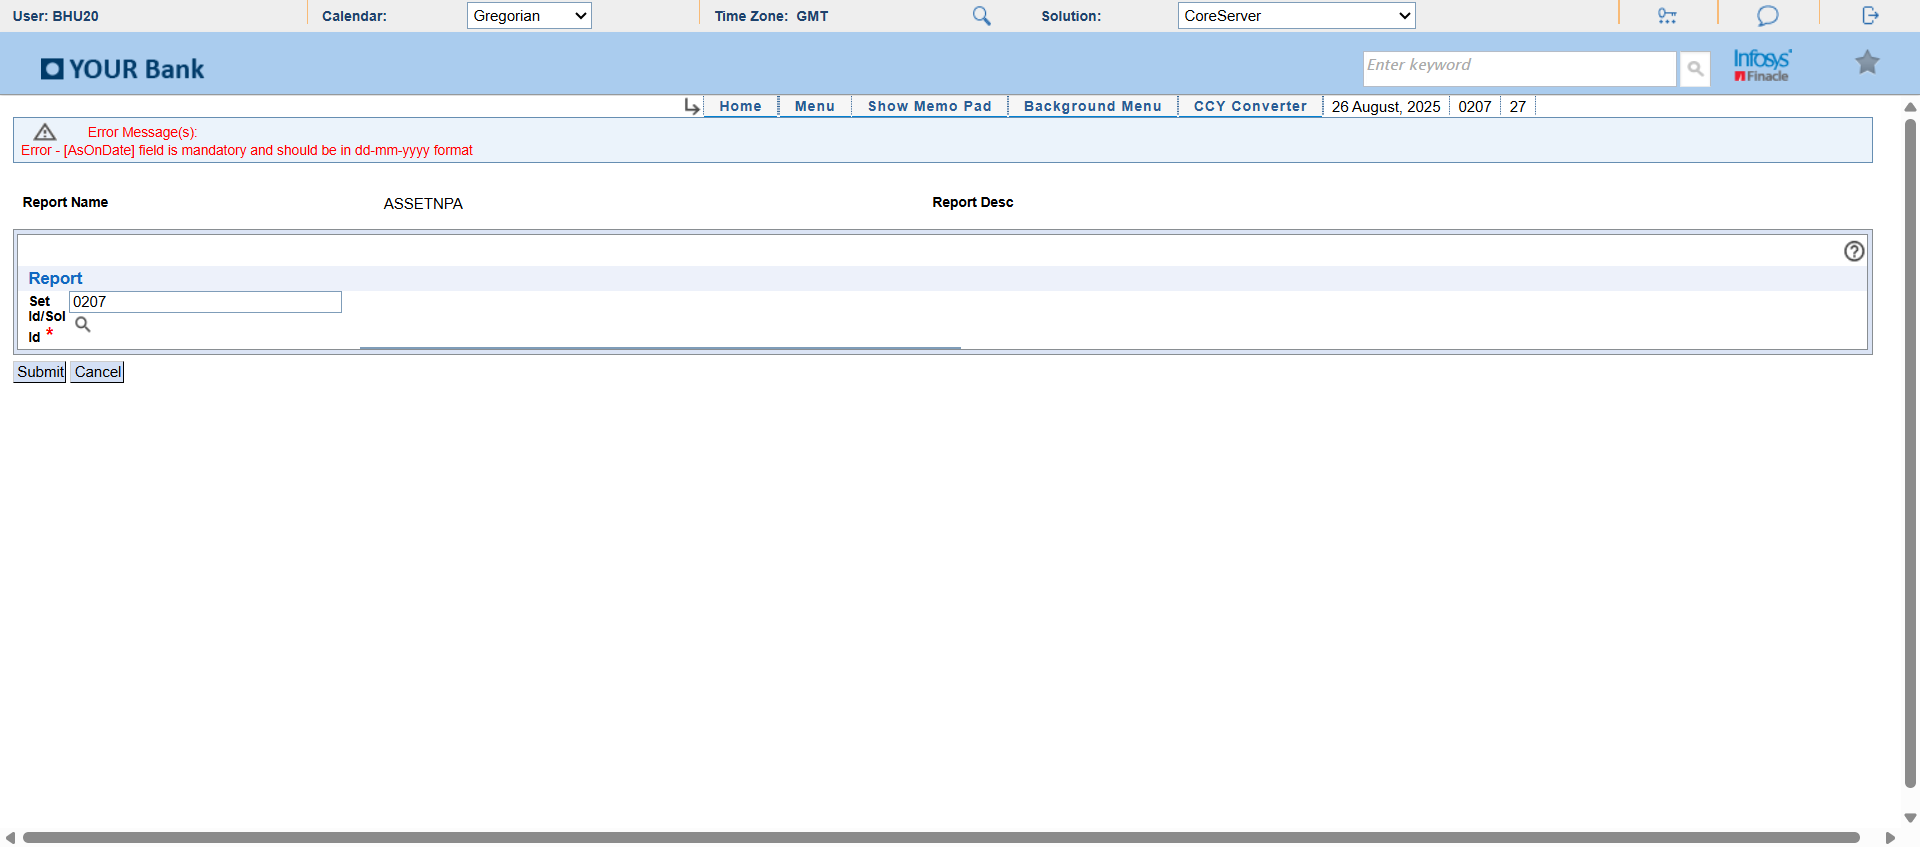 User: BHU20 Calendar: Gregorian Time Zone: GMT Solution: CoreServer
YOUR Bank Enter keyword Infosys Finacle
Home Menu Show Memo Pad Background Menu CCY Converter 26 August, 2025 0207 27
Error Message(s):
Error - [AsOnDate] field is mandatory and should be in dd-mm-yyyy format
Report Name ASSETNPA Report Desc
Report
Set Id/Sol Id * 0207
Submit Cancel